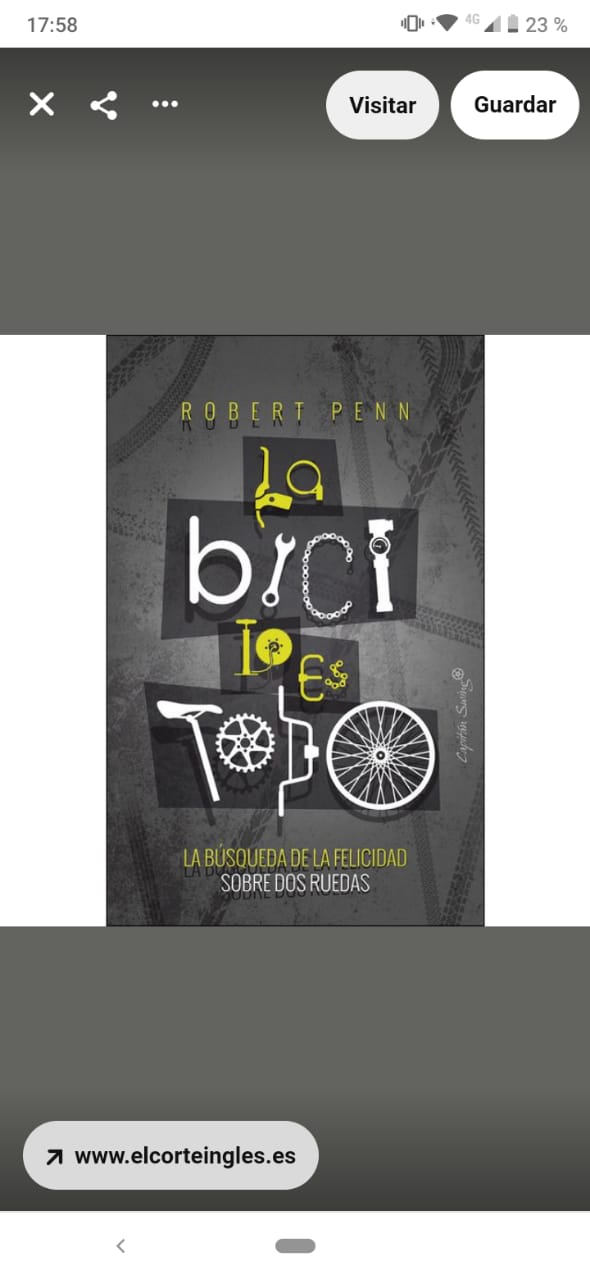 17:58
4G
23 %
Visitar
Guardar
ROBERT PENN
La
bici
lo es
TODO
Capitán Swing
LA BÚSQUEDA DE LA FELICIDAD
SOBRE DOS RUEDAS
www.elcorteingles.es